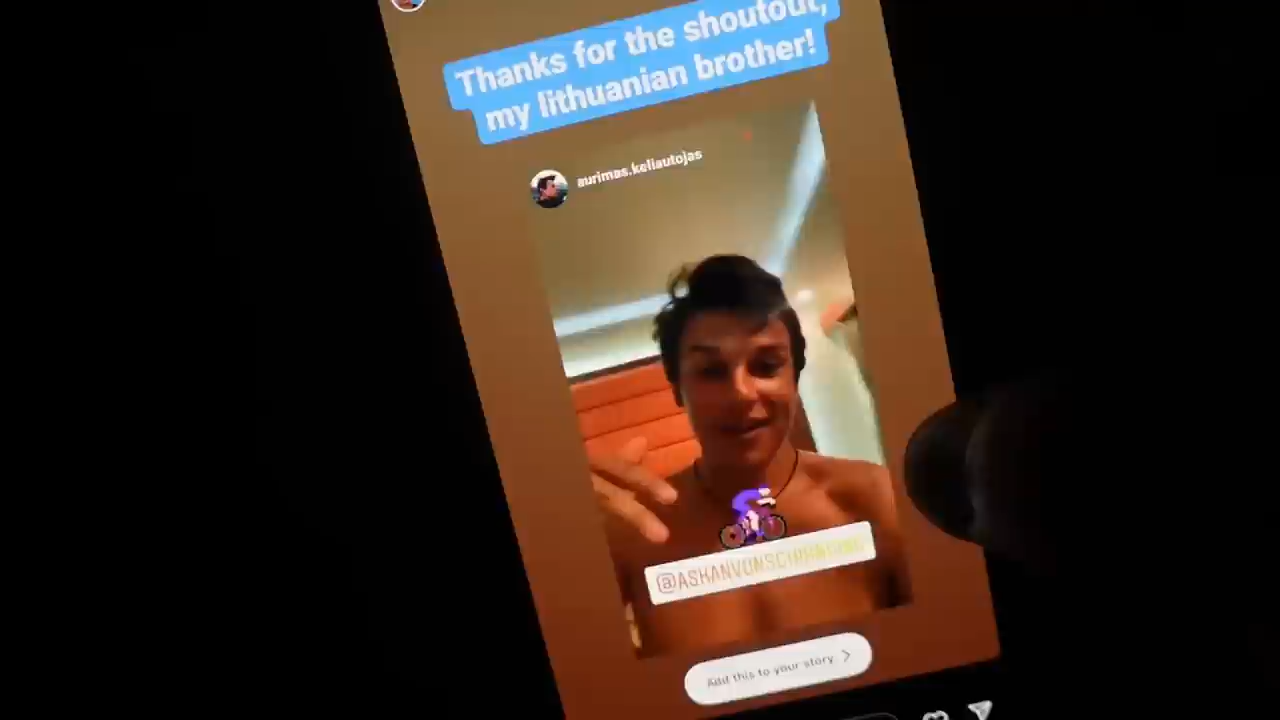 Thanks for the shoutout,
my lithuanian brother!
aurimas.keliautojas
Add this to your story